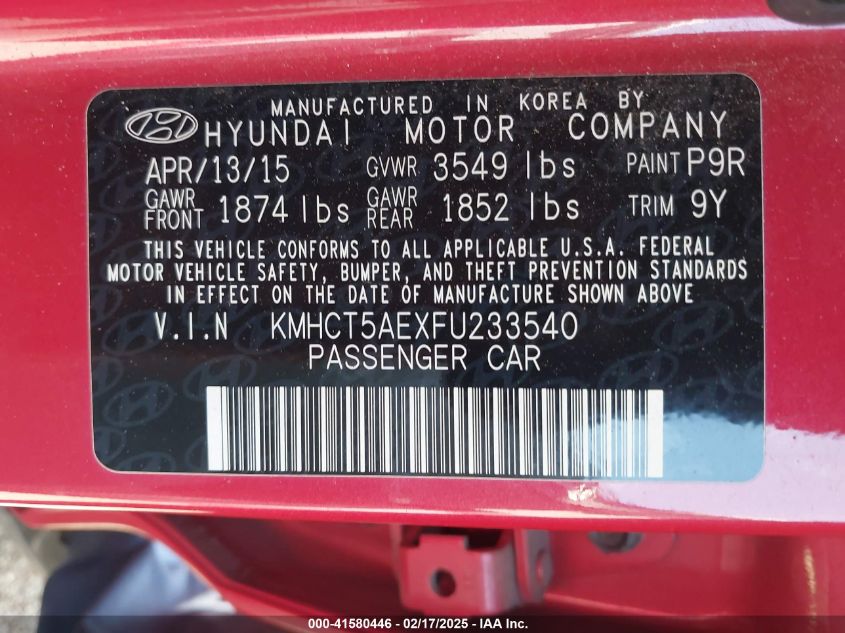 MANUFACTURED IN KOREA BY
HYUNDAI MOTOR COMPANY
APR/13/15 GVWR 3549 lbs PAINT P9R
GAWR FRONT 1874 lbs GAWR REAR 1852 lbs TRIM 9Y
THIS VEHICLE CONFORMS TO ALL APPLICABLE U.S.A. FEDERAL
MOTOR VEHICLE SAFETY, BUMPER, AND THEFT PREVENTION STANDARDS
IN EFFECT ON THE DATE OF MANUFACTURE SHOWN ABOVE
V.I.N KMHCT5AEXFU233540
PASSENGER CAR
000-41580446 - 02/17/2025 - IAA Inc.